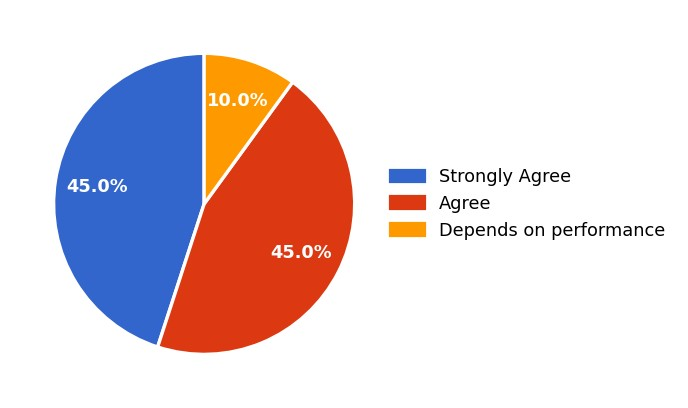 10.0%
45.0%
45.0%
Strongly Agree
Agree
Depends on performance